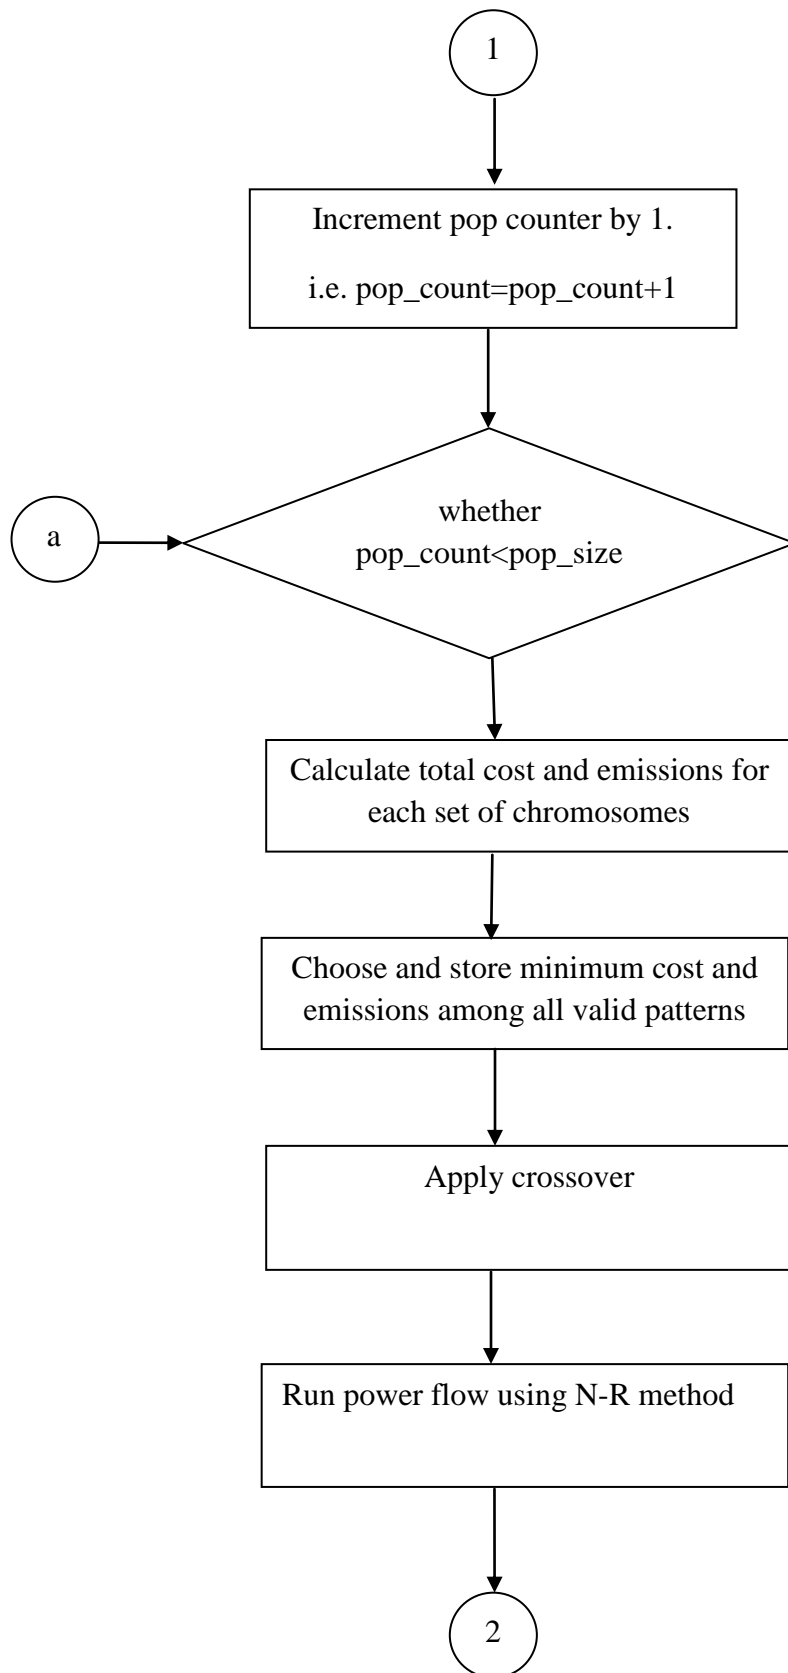 1
Increment pop counter by 1.
i.e. pop_count=pop_count+1
a
whether
pop_count<pop_size
Calculate total cost and emissions for
each set of chromosomes
Choose and store minimum cost and
emissions among all valid patterns
Apply crossover
Run power flow using N-R method
2